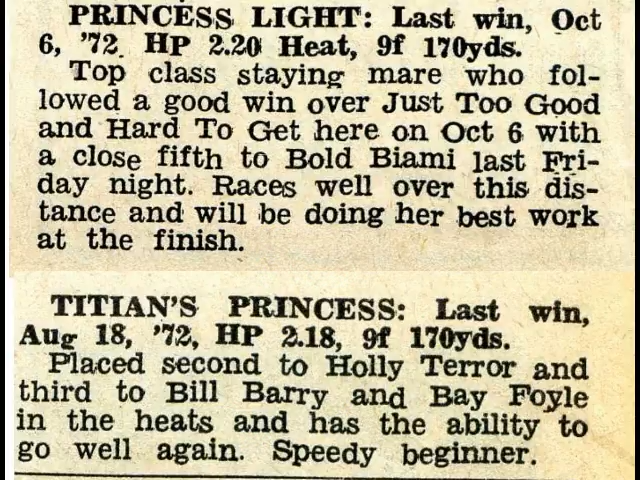 PRINCESS LIGHT: Last win, Oct
6, '72. HP 2.20 Heat, 9f 170yds.
Top class staying mare who fol-
lowed a good win over Just Too Good
and Hard To Get here on Oct 6 with
a close fifth to Bold Biami last Fri-
day night. Races well over this dis-
tance and will be doing her best work
at the finish.
TITIAN'S PRINCESS: Last win,
Aug 18, '72, HP 2.18, 9f 170yds.
Placed second to Holly Terror and
third to Bill Barry and Bay Foyle
in the heats and has the ability to
go well again. Speedy beginner.